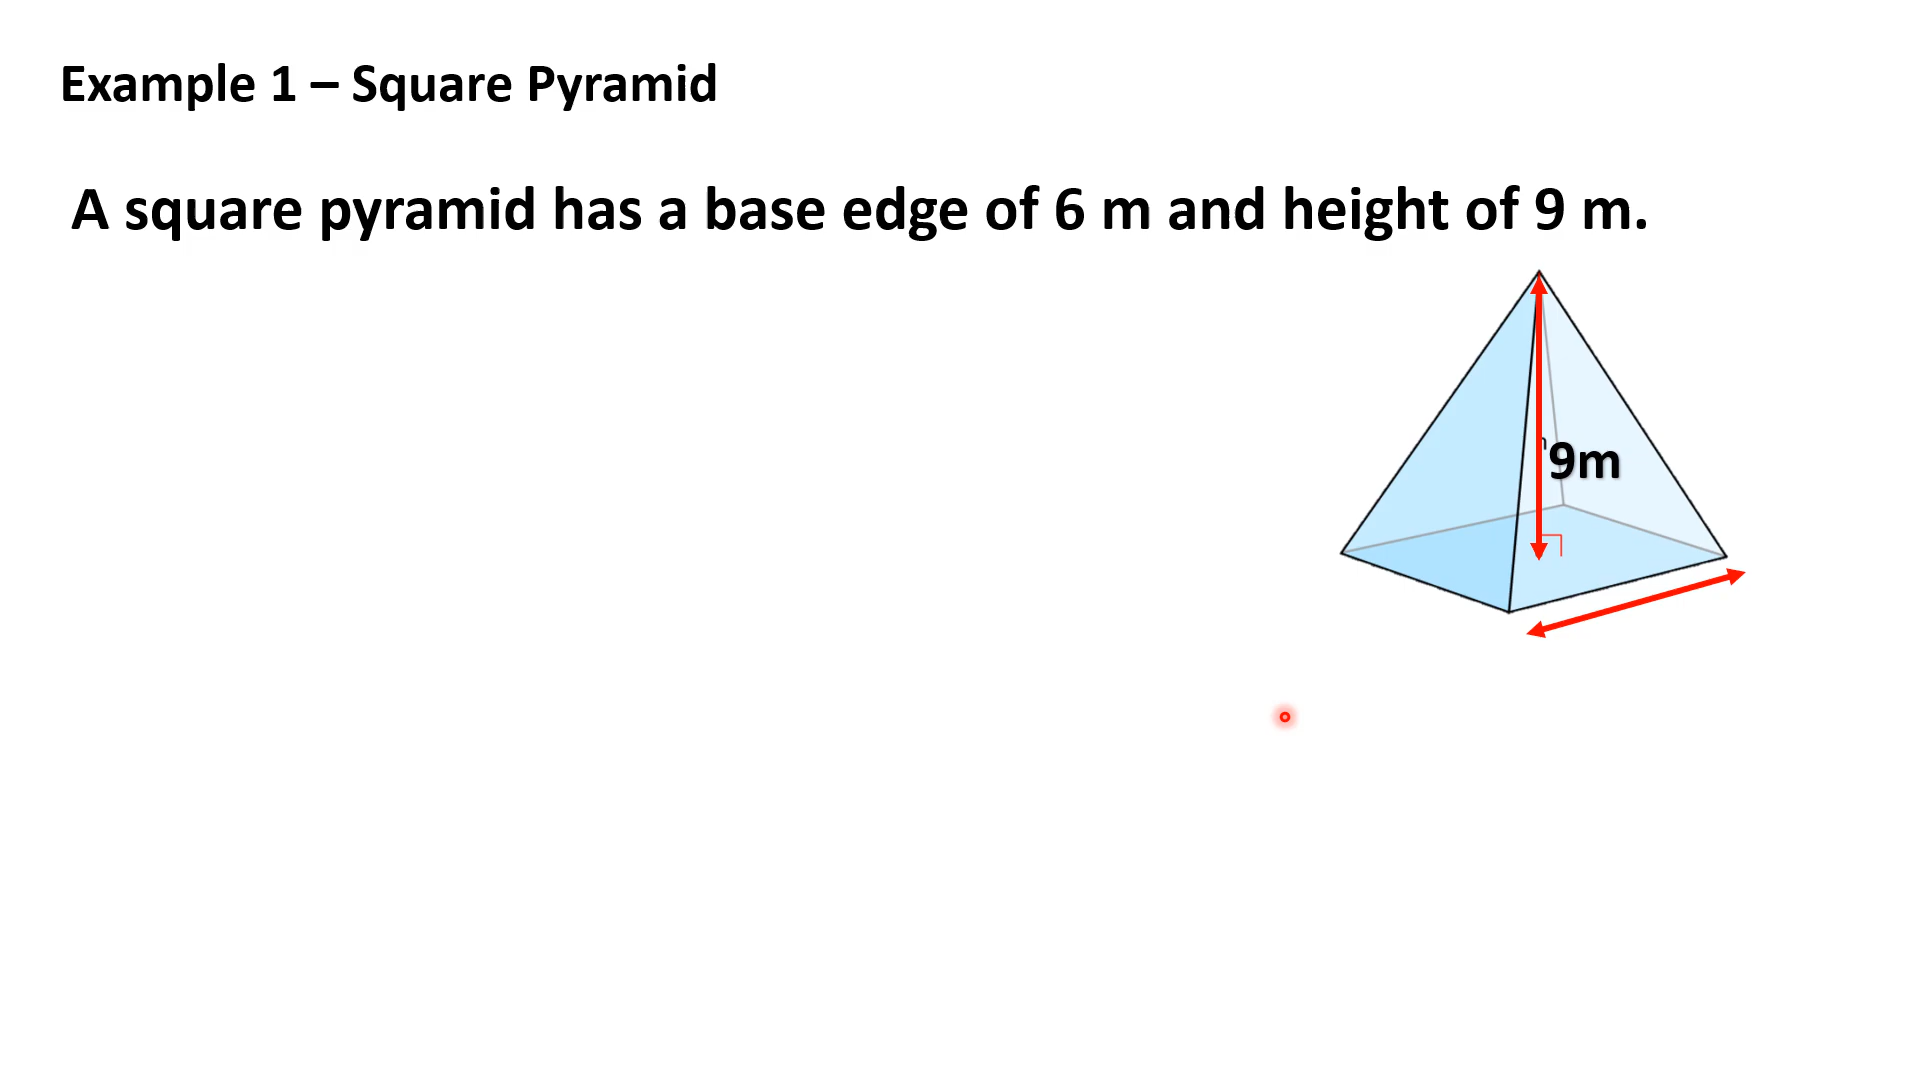 Example 1 – Square Pyramid
A square pyramid has a base edge of 6 m and height of 9 m.
9m